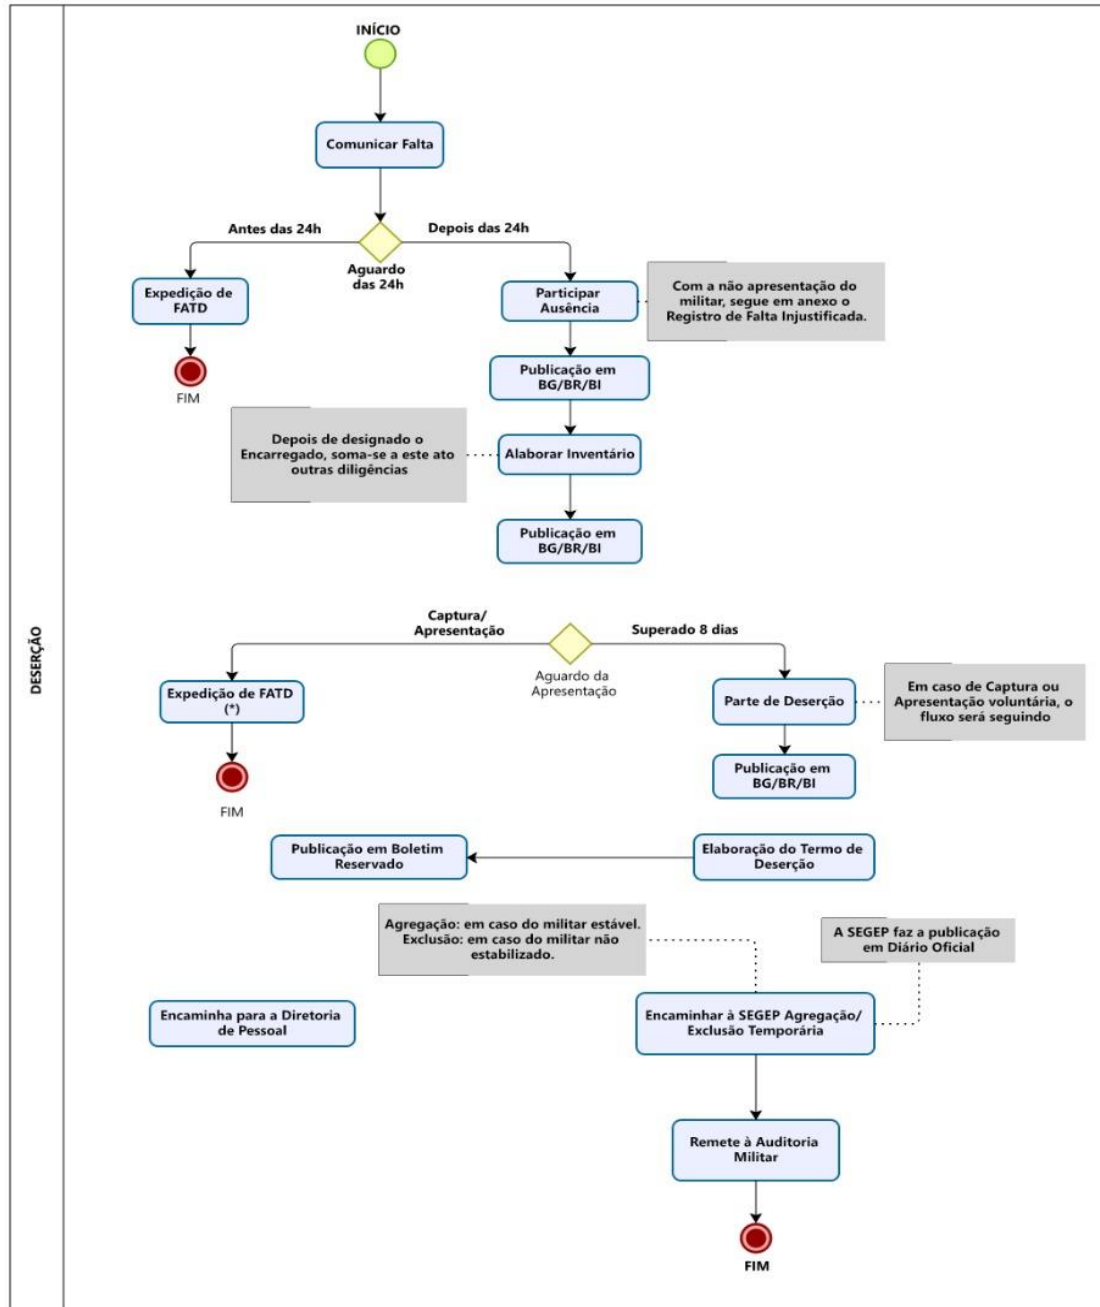 DESERÇÃO
INÍCIO
Comunicar Falta
Antes das 24h
Depois das 24h
Aguardo
das 24h
Expedição de
FATD
FIM
Participar
Ausência
Com a não apresentação do
militar, segue em anexo o
Registro de Falta Injustificada.
Publicação em
BG/BR/BI
Depois de designado o
Encarregado, soma-se a este ato
outras diligências
Alaborar Inventário
Publicação em
BG/BR/BI
Captura/
Apresentação
Superado 8 dias
Aguardo da
Apresentação
Expedição de FATD
(*)
FIM
Parte de Deserção
Em caso de Captura ou
Apresentação voluntária, o
fluxo será seguindo
Publicação em
BG/BR/BI
Publicação em Boletim
Reservado
Elaboração do Termo de
Deserção
Agregação: em caso do militar estável.
Exclusão: em caso do militar não
estabilizado.
A SEGEP faz a publicação
em Diário Oficial
Encaminha para a Diretoria
de Pessoal
Encaminhar à SEGEP Agregação/
Exclusão Temporária
Remete à Auditoria
Militar
FIM